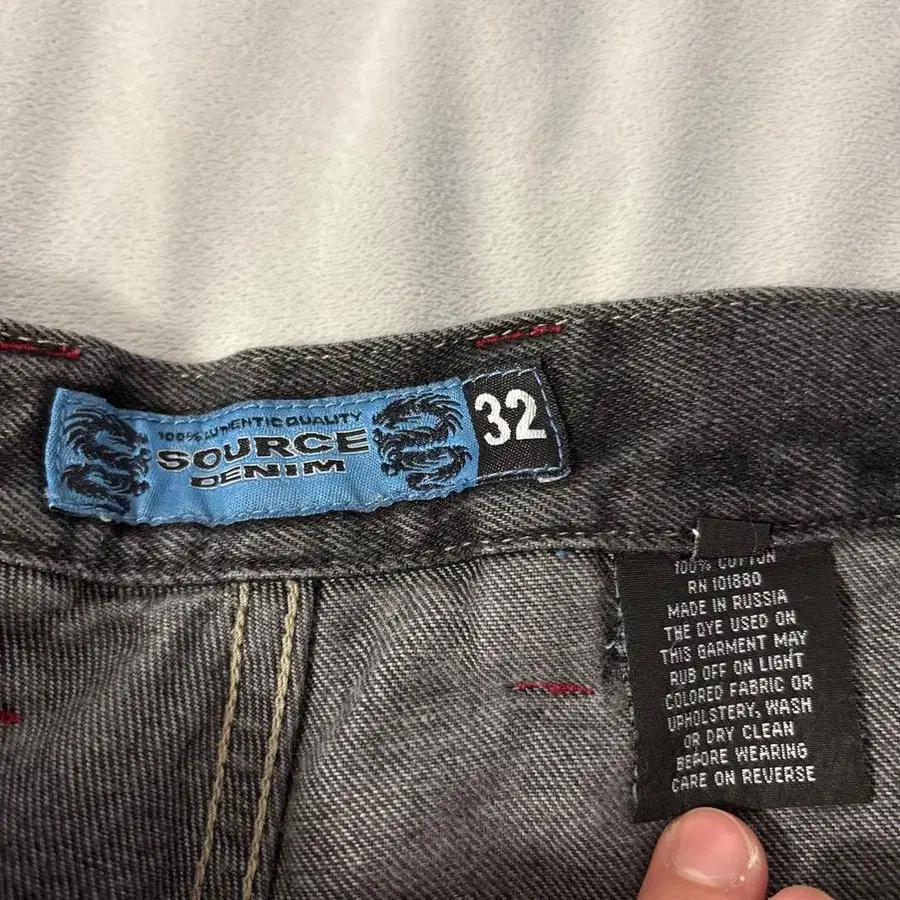 100% AUTHENTIC QUALITY
SOURCE
DENIM
32
100% COTTON
RN 101880
MADE IN RUSSIA
THE DYE USED ON
THIS GARMENT MAY
RUB OFF ON LIGHT
COLORED FABRIC OR
UPHOLSTERY, WASH
OR DRY CLEAN
BEFORE WEARING
CARE ON REVERSE